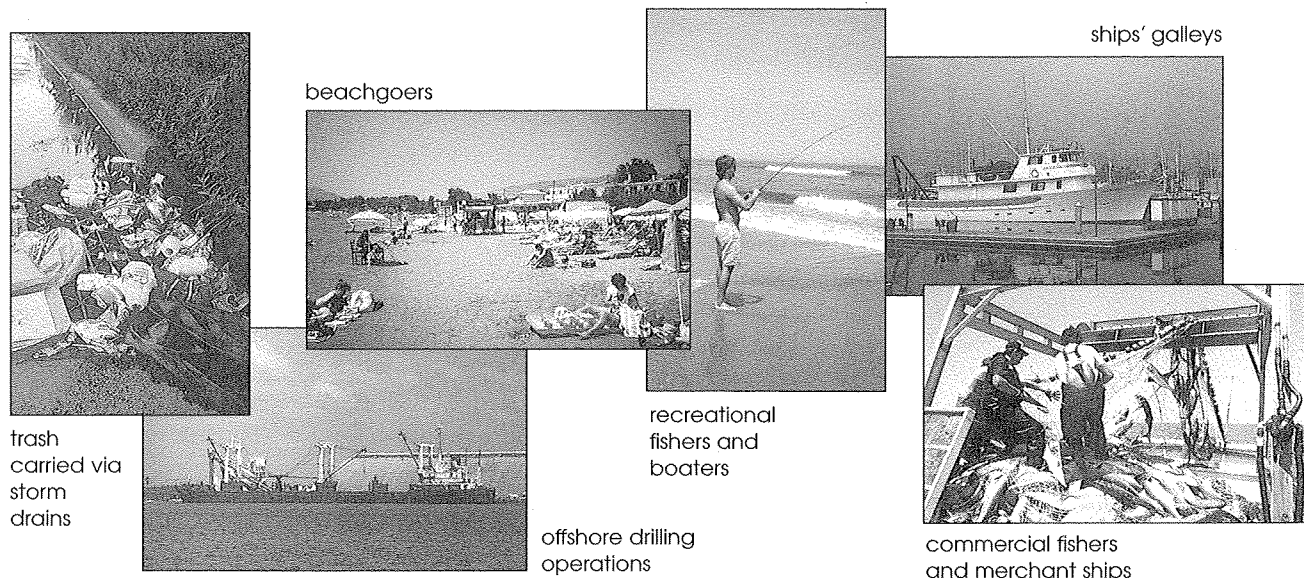 ships' galleys
beachgoers
trash
carried via
storm
drains
recreational
fishers and
boaters
offshore drilling
operations
commercial fishers
and merchant ships